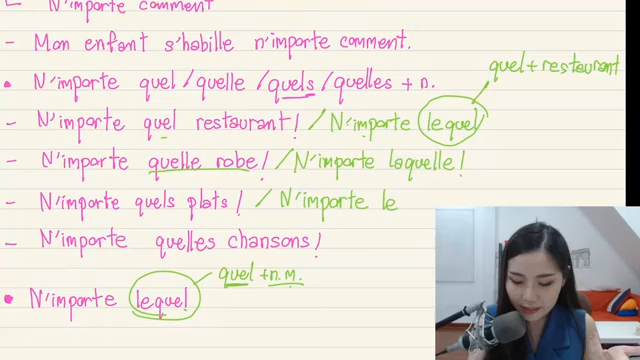 N'importe comment
- Mon enfant s'habille n'importe comment.
quel + restaurant
• N'importe quel / quelle / quels / quelles + n.
- N'importe quel restaurant! / N'importe lequel
- N'importe quelle robe! / N'importe laquelle!
- N'importe quels plats! / N'importe le
- N'importe quelles chansons!
quel + n.m.
• N'importe lequel